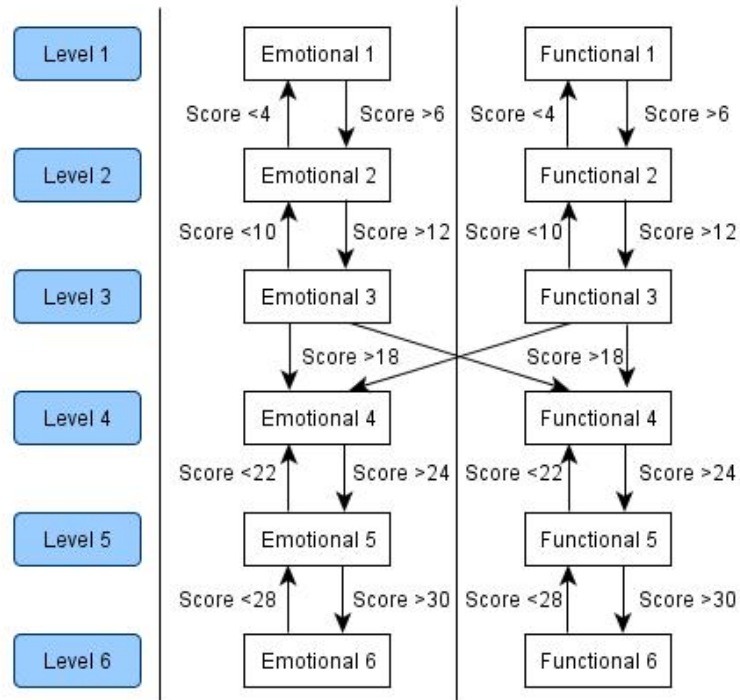 Level 1
Emotional 1
Functional 1
Score <4
Score >6
Score <4
Score >6
Level 2
Emotional 2
Functional 2
Score <10
Score >12
Score <10
Score >12
Level 3
Emotional 3
Functional 3
Score >18
Score >18
Level 4
Emotional 4
Functional 4
Score <22
Score >24
Score <22
Score >24
Level 5
Emotional 5
Functional 5
Score <28
Score >30
Score <28
Score >30
Level 6
Emotional 6
Functional 6